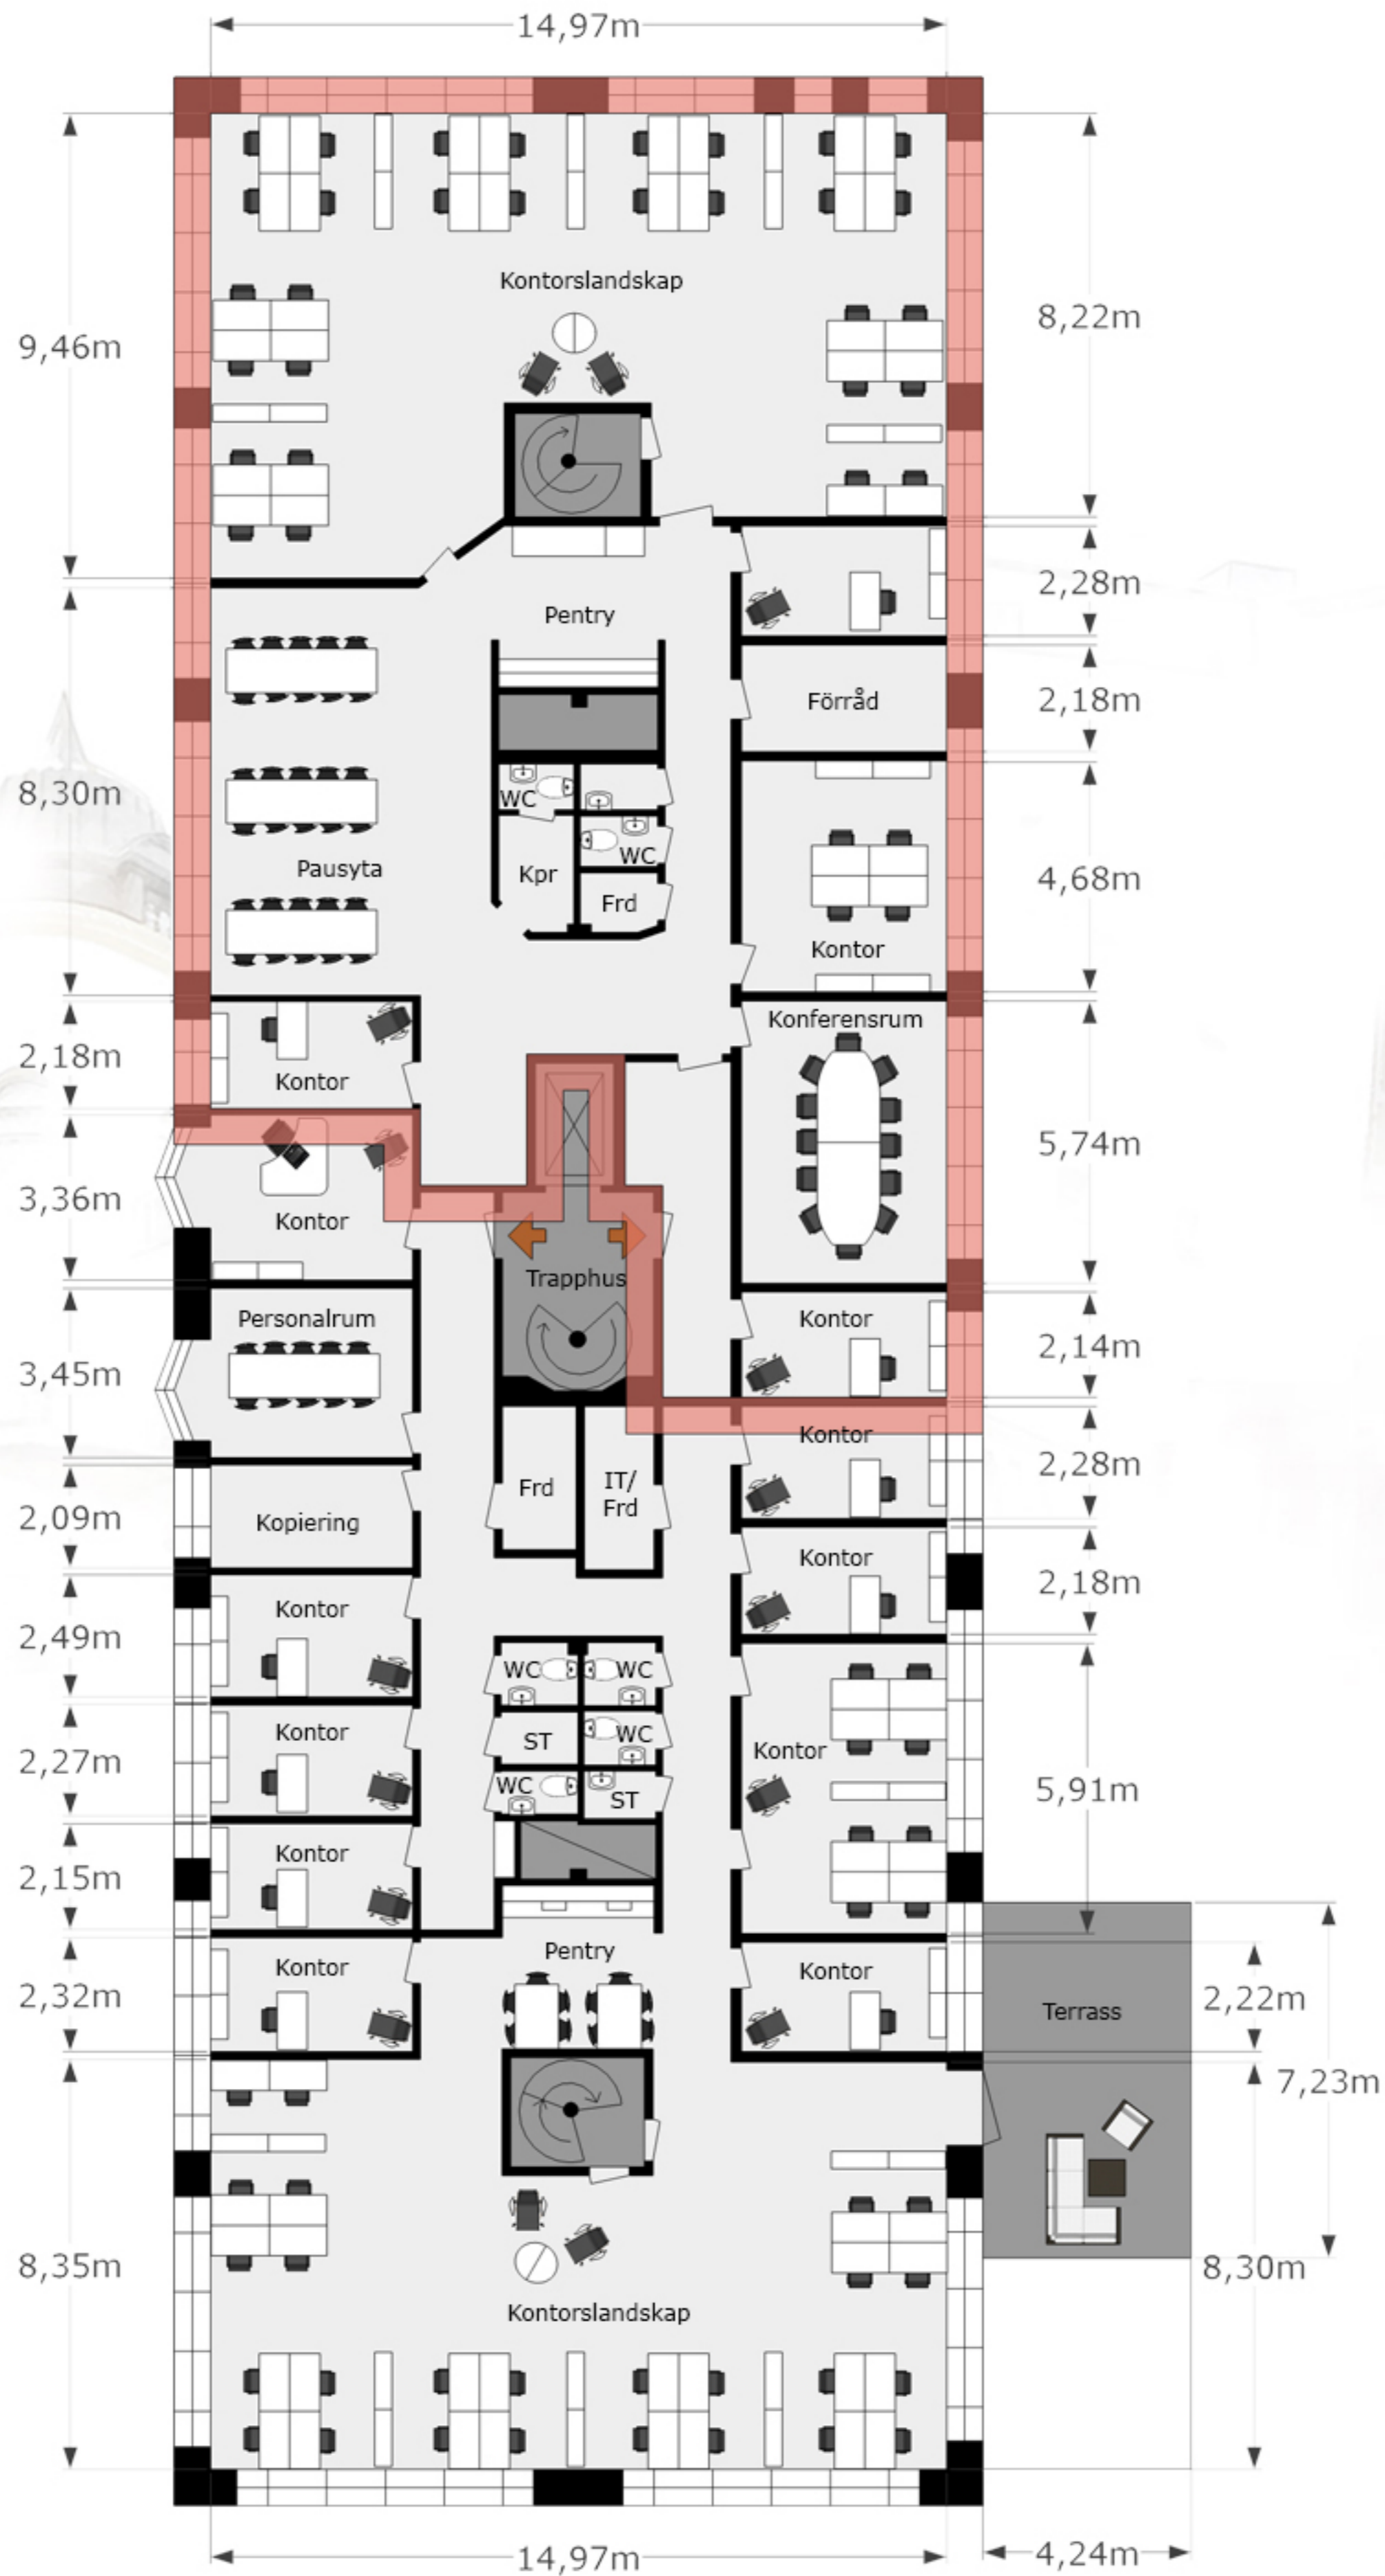 14,97m
Kontorslandskap
9,46m
8,22m
2,28m
Pentry
Förråd
2,18m
8,30m
WC
WC
Kpr
Frd
Pausyta
4,68m
Kontor
Konferensrum
2,18m
Kontor
5,74m
3,36m
Kontor
Trapphus
Personalrum
Kontor
2,14m
3,45m
Kontor
2,28m
Frd
IT/
Frd
2,09m
Kopiering
Kontor
2,18m
2,49m
Kontor
WC
WC
ST
WC
2,27m
Kontor
Kontor
WC
ST
5,91m
2,15m
Kontor
Pentry
2,32m
Kontor
Kontor
Terrass
2,22m
7,23m
8,35m
8,30m
Kontorslandskap
14,97m
4,24m